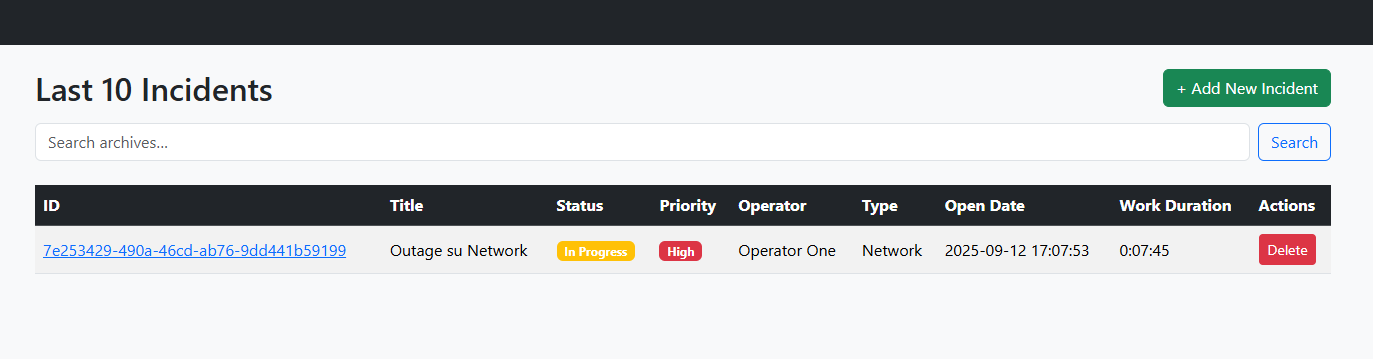 Last 10 Incidents
+ Add New Incident
Search archives...
Search
ID Title Status Priority Operator Type Open Date Work Duration Actions
7e253429-490a-46cd-ab76-9dd441b59199 Outage su Network In Progress High Operator One Network 2025-09-12 17:07:53 0:07:45 Delete